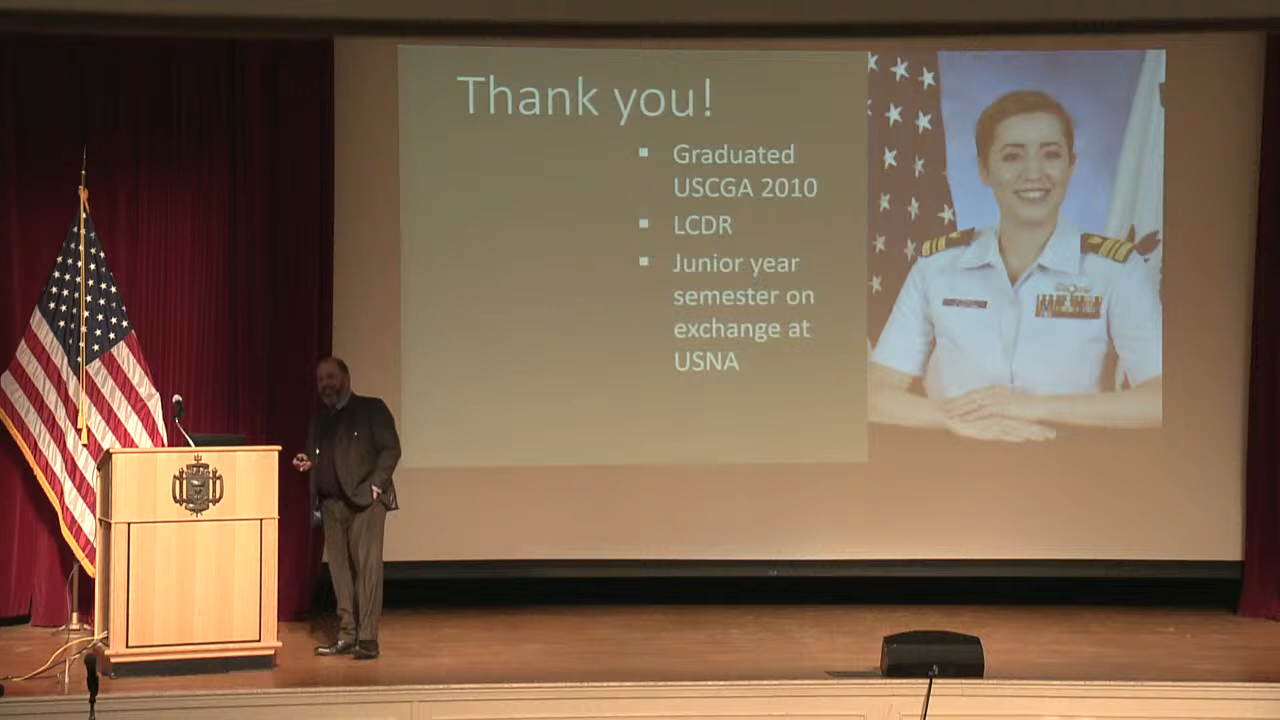 Thank you!
▪ Graduated
USCGA 2010
▪ LCDR
▪ Junior year
semester on
exchange at
USNA